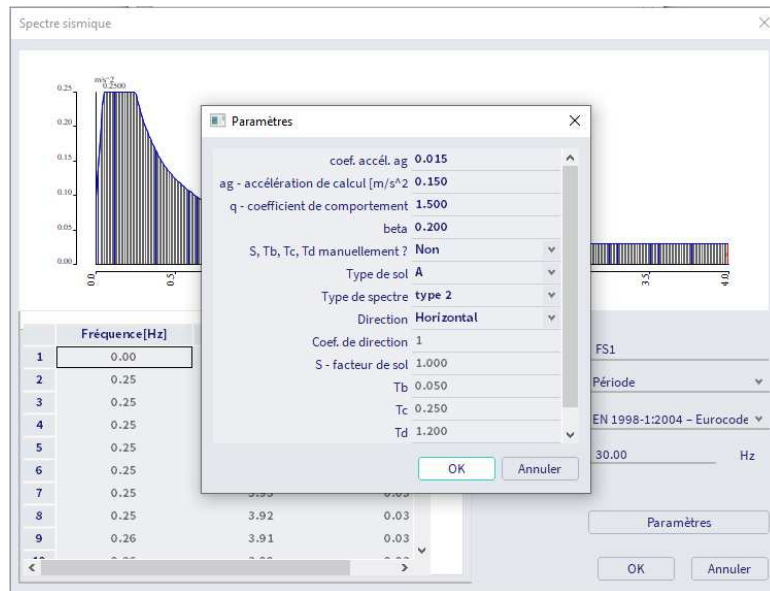 Spectre sismique
m/s^2
0.2500
0.25
0.20
0.15
0.10
0.05
0.00
0.0
0.5
3.5
4.0
Paramètres
coef. accél. ag 0.015
ag - accélération de calcul [m/s^2 0.150
q - coefficient de comportement 1.500
beta 0.200
S, Tb, Tc, Td manuellement ? Non
Type de sol A
Type de spectre type 2
Direction Horizontal
Coef. de direction 1
S - facteur de sol 1.000
Tb 0.050
Tc 0.250
Td 1.200
OK Annuler
Fréquence[Hz]
1 0.00
2 0.25
3 0.25
4 0.25
5 0.25
6 0.25
7 0.25 3.93 0.03
8 0.25 3.92 0.03
9 0.26 3.91 0.03
FS1
Période
EN 1998-1:2004 – Eurocode
30.00 Hz
Paramètres
OK Annuler